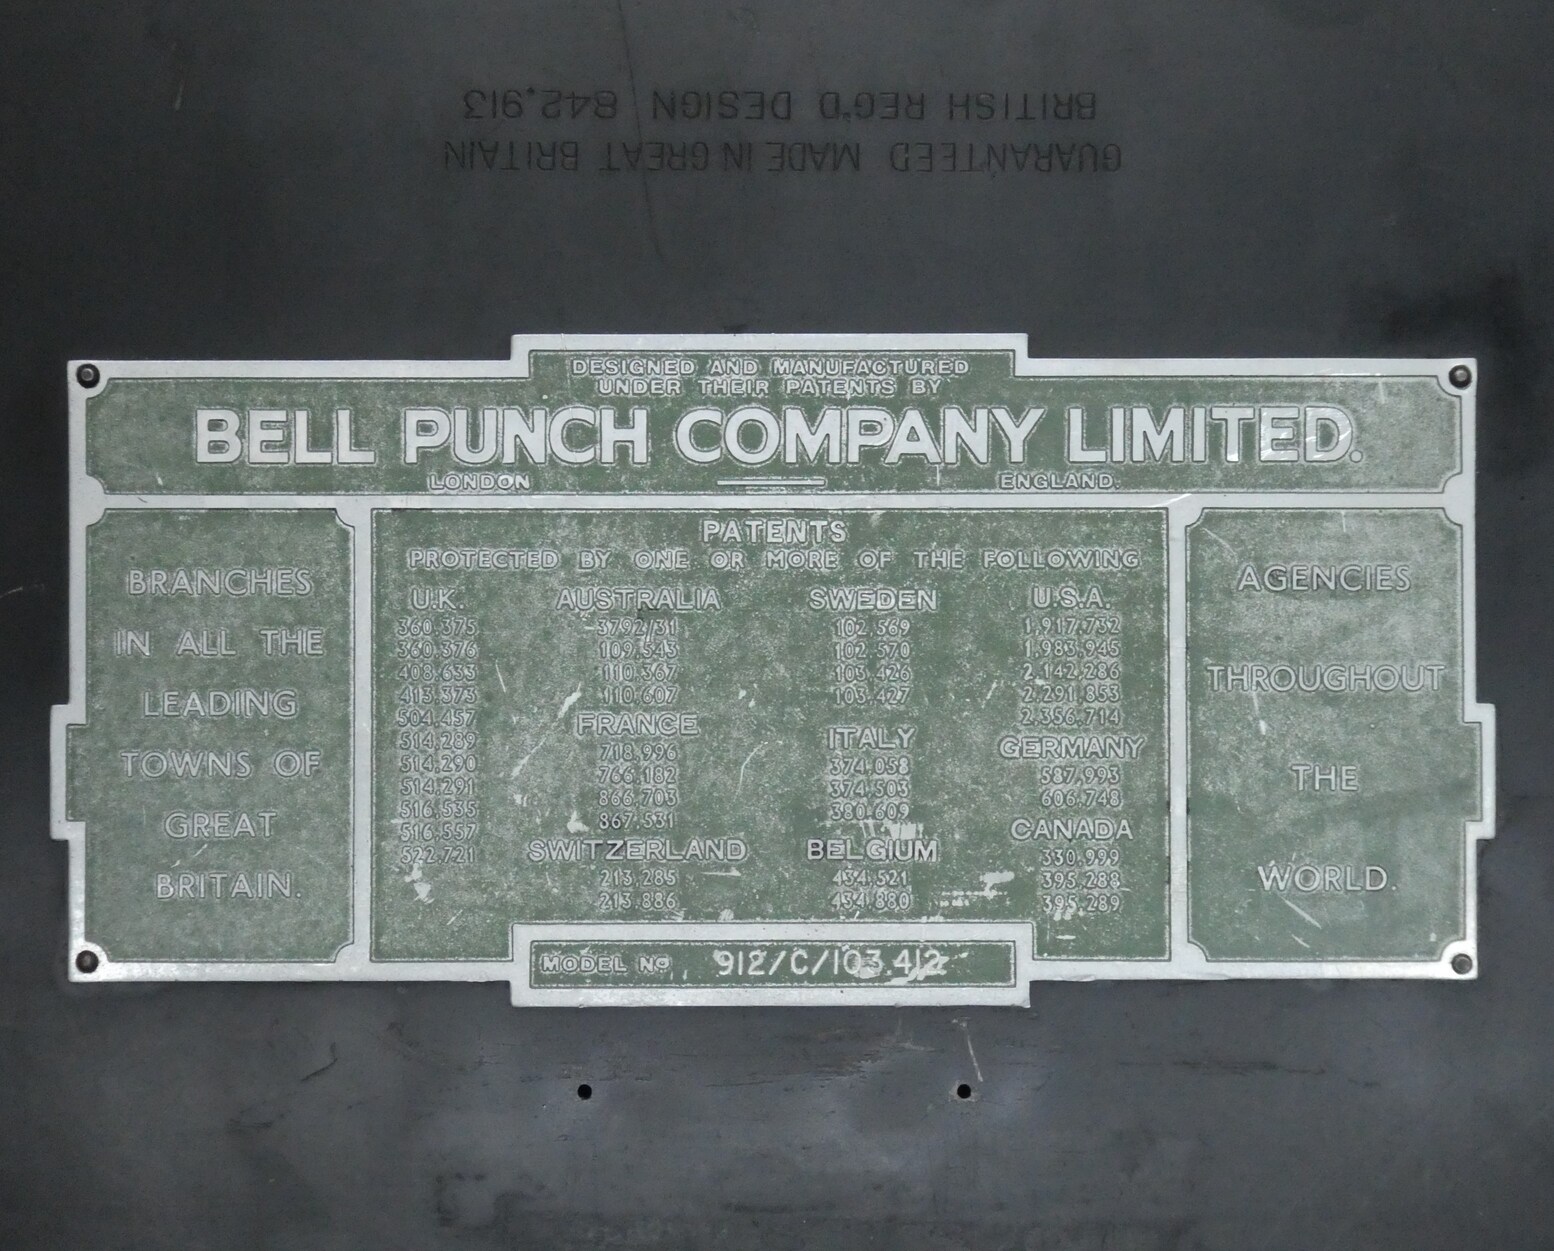 BRITISH REG'D DESIGN 842.913
GUARANTEED MADE IN GREAT BRITAIN
DESIGNED AND MANUFACTURED
UNDER THEIR PATENTS BY
BELL PUNCH COMPANY LIMITED.
LONDON ENGLAND.
BRANCHES
IN ALL THE
LEADING
TOWNS OF
GREAT
BRITAIN.
PATENTS
PROTECTED BY ONE OR MORE OF THE FOLLOWING
U.K.
360.375
360.376
408.633
413.373
504.457
514.289
514.290
514.291
516.535
516.557
522.721
AUSTRALIA
3792/31
109.543
110.367
110.607
FRANCE
718.996
766.182
866.703
867.531
SWITZERLAND
213.285
213.886
SWEDEN
102.369
102.370
103.426
103.427
ITALY
374.058
374.503
380.609
BELGIUM
434.521
434.880
U.S.A.
1.917.732
1.983.945
2.142.286
2.291.853
2.356.714
GERMANY
587.993
606.748
CANADA
330.999
395.288
395.289
AGENCIES
THROUGHOUT
THE
WORLD.
MODEL No. 912/C/103.412